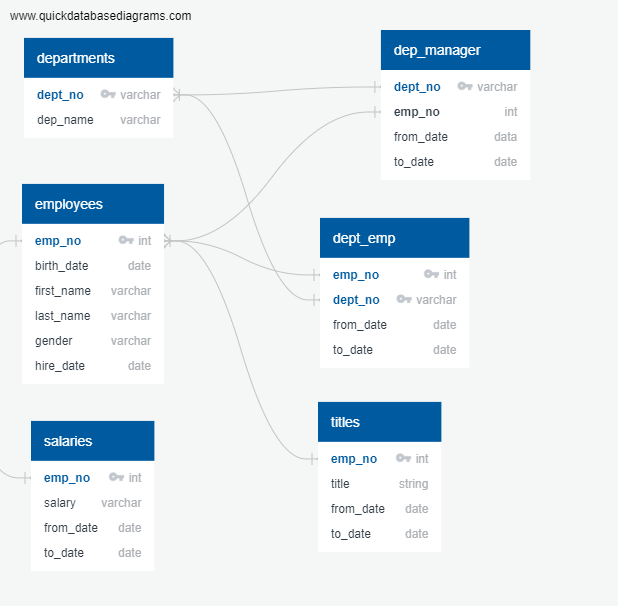 www.quickdatabasediagrams.com
departments
dept_no varchar
dep_name varchar
dep_manager
dept_no varchar
emp_no int
from_date data
to_date date
employees
emp_no int
birth_date date
first_name varchar
last_name varchar
gender varchar
hire_date date
dept_emp
emp_no int
dept_no varchar
from_date date
to_date date
salaries
emp_no int
salary varchar
from_date date
to_date date
titles
emp_no int
title string
from_date date
to_date date